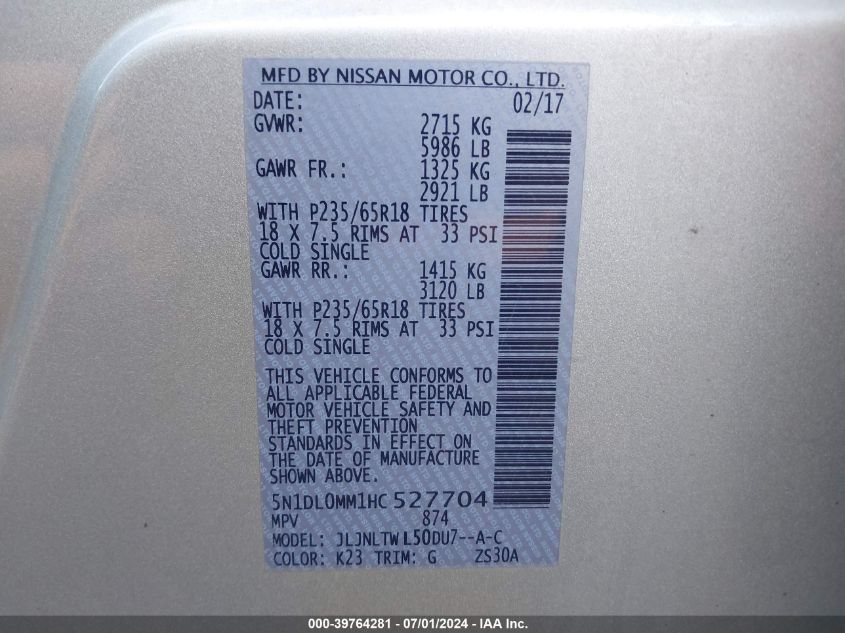 MFD BY NISSAN MOTOR CO., LTD.
DATE: 02/17
GVWR: 2715 KG
5986 LB
GAWR FR.: 1325 KG
2921 LB
WITH P235/65R18 TIRES
18 X 7.5 RIMS AT 33 PSI
COLD SINGLE
GAWR RR.: 1415 KG
3120 LB
WITH P235/65R18 TIRES
18 X 7.5 RIMS AT 33 PSI
COLD SINGLE
THIS VEHICLE CONFORMS TO
ALL APPLICABLE FEDERAL
MOTOR VEHICLE SAFETY AND
THEFT PREVENTION
STANDARDS IN EFFECT ON
THE DATE OF MANUFACTURE
SHOWN ABOVE.
5N1DL0MM1HC527704
MPV 874
MODEL: JLJNLTWL50DU7--A-C
COLOR: K23 TRIM: G ZS30A
000-39764281 - 07/01/2024 - IAA Inc.